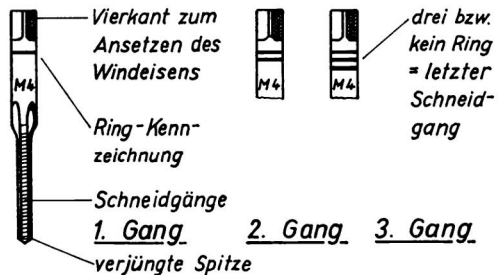 Vierkant zum
Ansetzen des
Windeisens
drei bzw.
kein Ring
= letzter
Schneid-
gang
M4
M4
M4
Ring-Kenn-
zeichnung
Schneidgänge
1. Gang
2. Gang
3. Gang
verjüngte Spitze